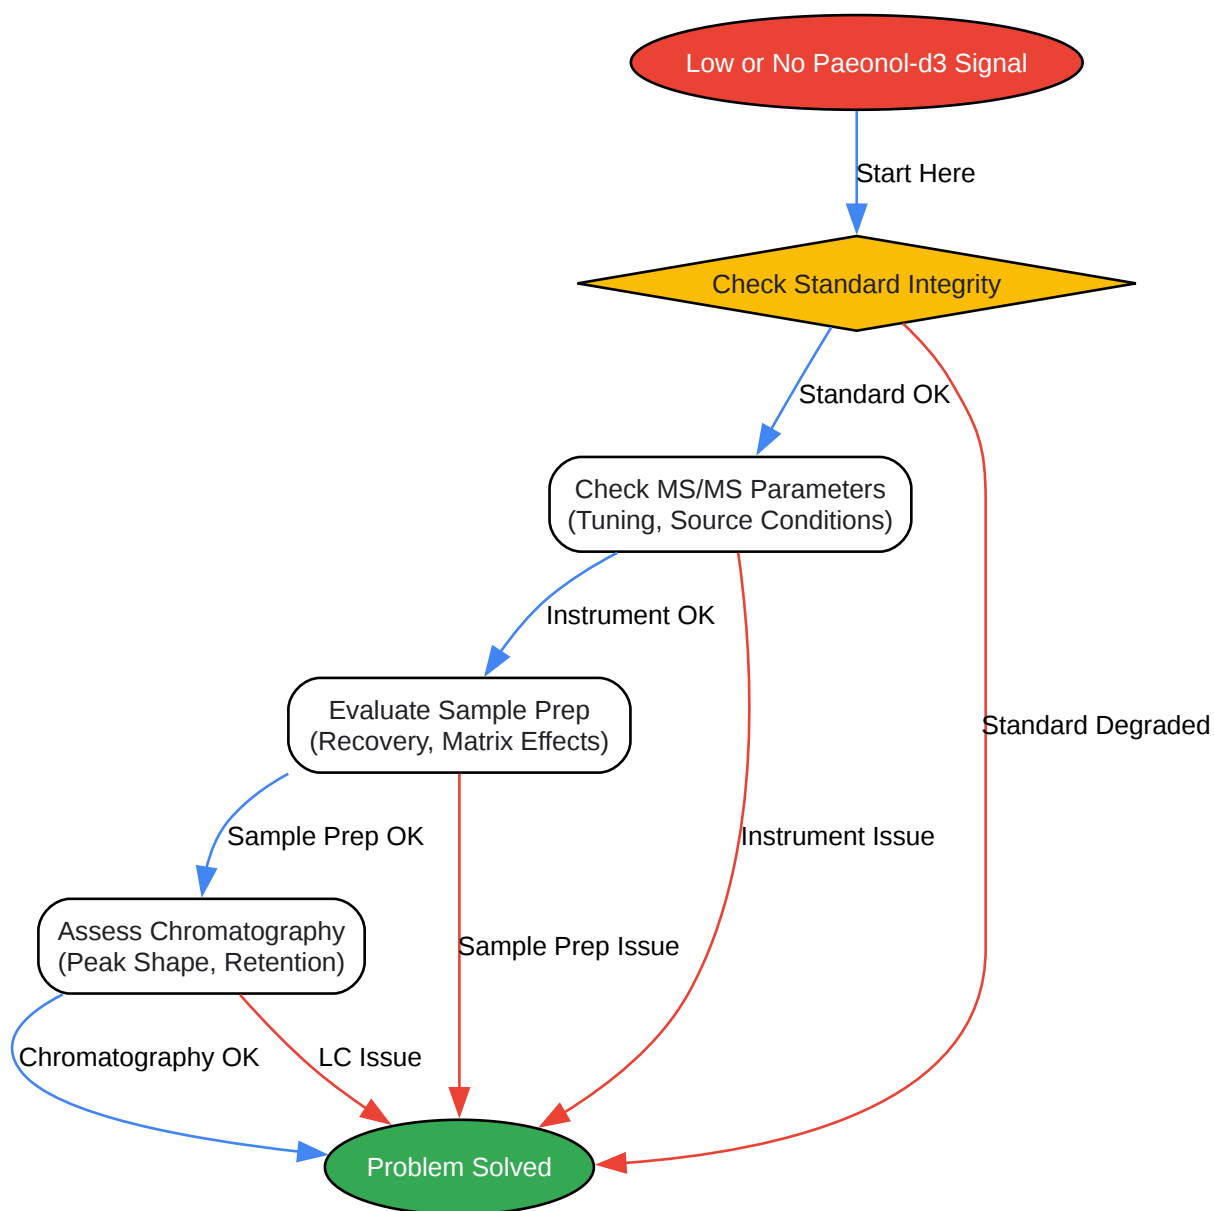 Low or No Paeonol-d3 Signal
Start Here
Check Standard Integrity
Standard OK
Check MS/MS Parameters
(Tuning, Source Conditions)
Instrument OK
Evaluate Sample Prep
(Recovery, Matrix Effects)
Standard Degraded
Sample Prep OK
Instrument Issue
Assess Chromatography
(Peak Shape, Retention)
Sample Prep Issue
Chromatography OK
LC Issue
Problem Solved